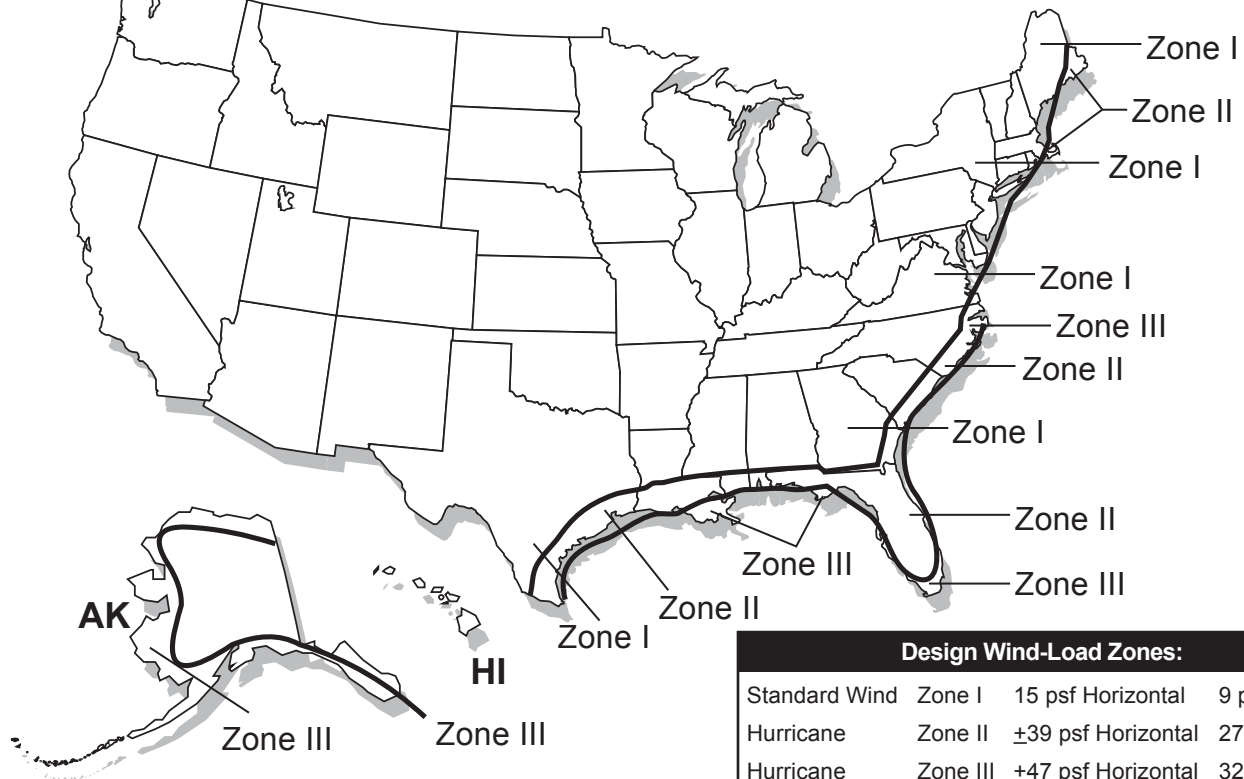 Zone I
Zone II
Zone I
Zone I
Zone III
Zone II
Zone I
Zone II
Zone III
Zone III
Zone II
Zone I
AK
HI
Zone III
Zone III
Design Wind-Load Zones:
Standard Wind Zone I 15 psf Horizontal 9 p
Hurricane Zone II ±39 psf Horizontal 27
Hurricane Zone III +47 psf Horizontal 32